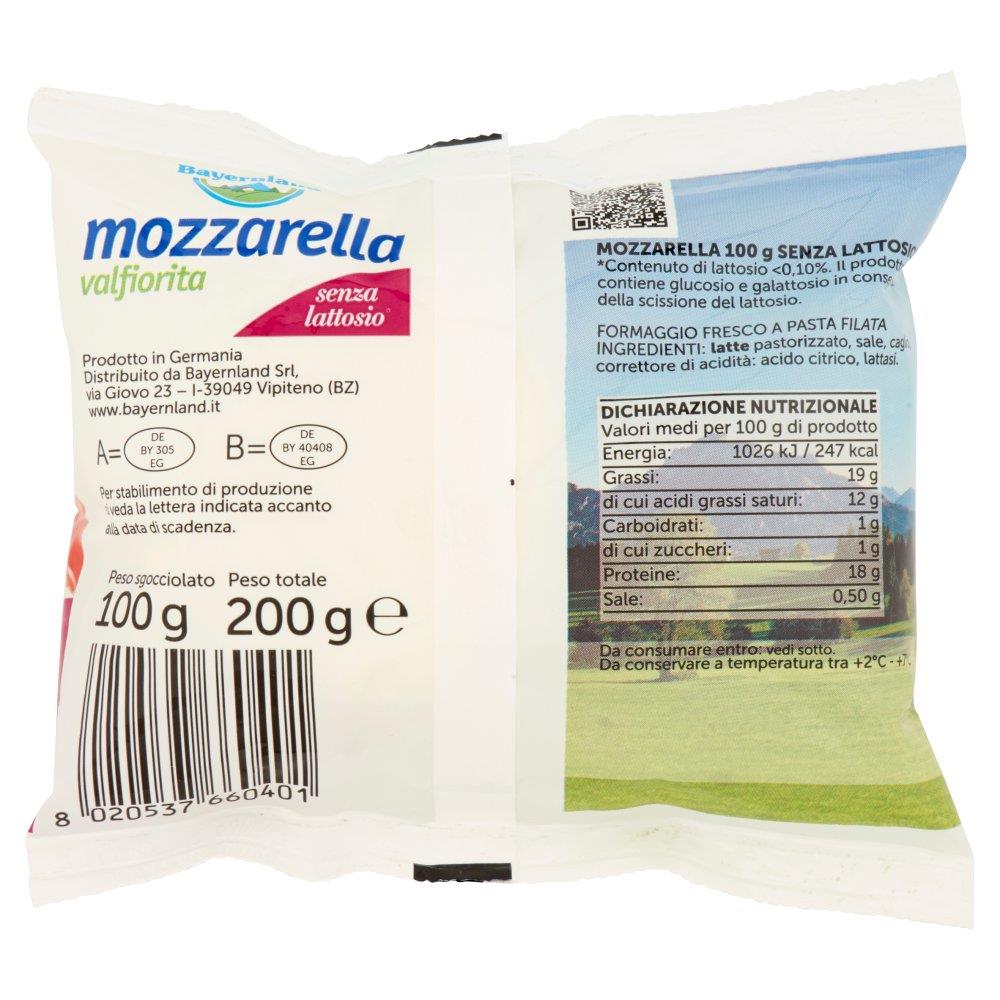 Bayernland
mozzarella
valfiorita
senza
lattosio
Prodotto in Germania
Distribuito da Bayernland Srl,
via Giovo 23 – I-39049 Vipiteno (BZ)
www.bayernland.it
A= DE BY 305 EG B= DE BY 40408 EG
Per stabilimento di produzione
si veda la lettera indicata accanto
alla data di scadenza.
Peso sgocciolato Peso totale
100 g 200 g ℮
8 020537 660401
MOZZARELLA 100 g SENZA LATTOSIO
*Contenuto di lattosio <0,10%. Il prodott
contiene glucosio e galattosio in conse
della scissione del lattosio.
FORMAGGIO FRESCO A PASTA FILATA
INGREDIENTI: latte pastorizzato, sale, caglio,
correttore di acidità: acido citrico, lattasi.
DICHIARAZIONE NUTRIZIONALE
Valori medi per 100 g di prodotto
Energia: 1026 kJ / 247 kcal
Grassi: 19 g
di cui acidi grassi saturi: 12 g
Carboidrati: 1 g
di cui zuccheri: 1 g
Proteine: 18 g
Sale: 0,50 g
Da consumare entro: vedi sotto.
Da conservare a temperatura tra +2°C - +7